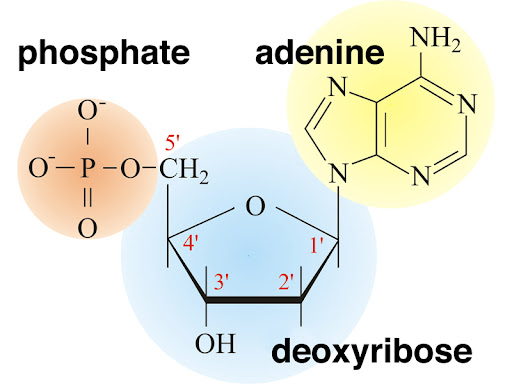 phosphate
adenine
NH₂
N
N
N
N
O⁻
O⁻–P–O–CH₂
O
5'
O
4'
1'
3'
2'
OH
deoxyribose